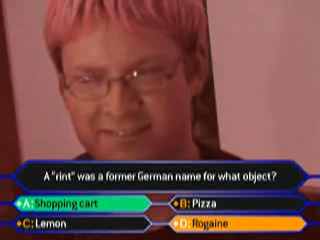 A "rint" was a former German name for what object?
A: Shopping cart
B: Pizza
C: Lemon
D: Rogaine